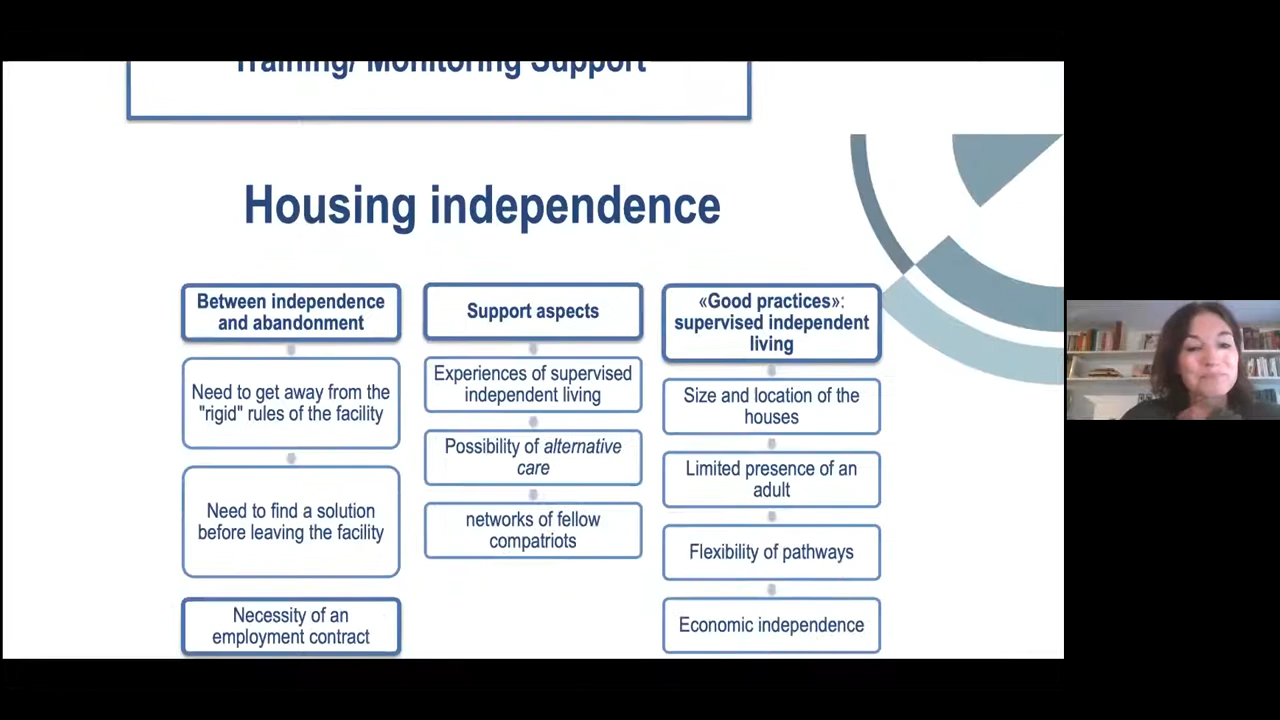 Training/ Monitoring Support
Housing independence
Between independence
and abandonment
Need to get away from the
"rigid" rules of the facility
Need to find a solution
before leaving the facility
Necessity of an
employment contract
Support aspects
Experiences of supervised
independent living
Possibility of alternative
care
networks of fellow
compatriots
«Good practices»:
supervised independent
living
Size and location of the
houses
Limited presence of an
adult
Flexibility of pathways
Economic independence